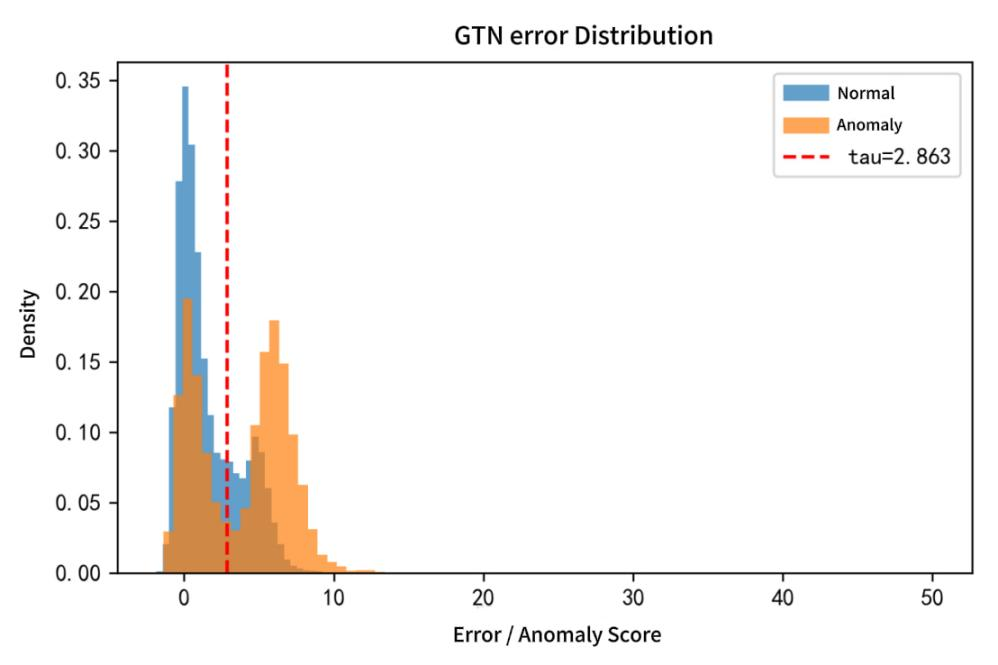 GTN error Distribution
Normal
Anomaly
tau=2.863
Density
0.35
0.30
0.25
0.20
0.15
0.10
0.05
0.00
0 10 20 30 40 50
Error / Anomaly Score